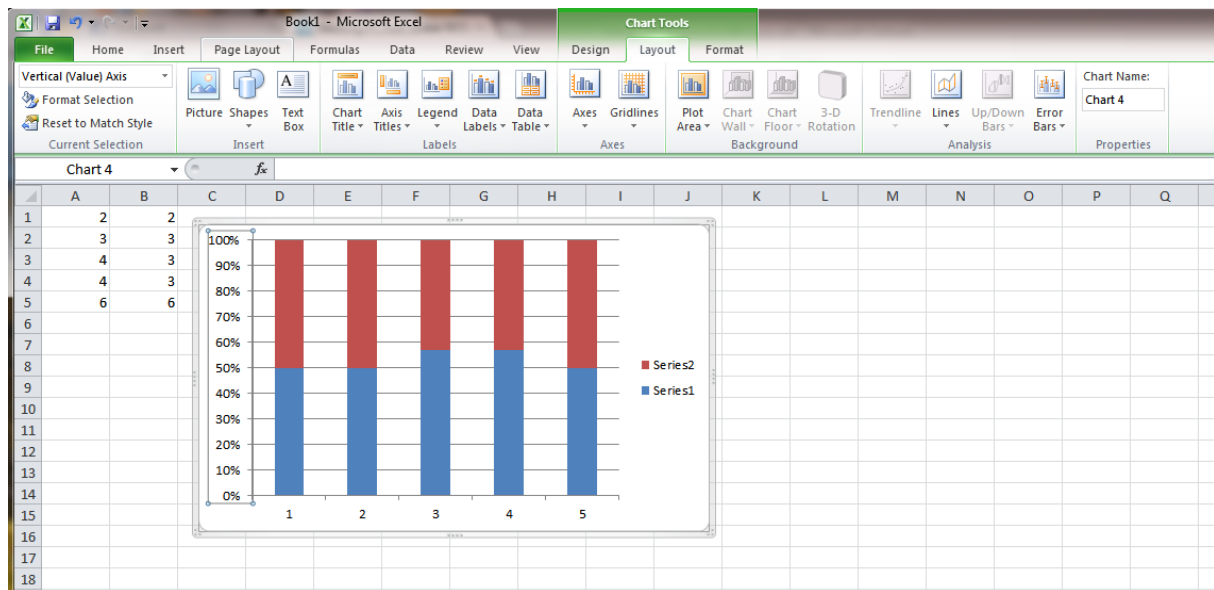 Book1 - Microsoft Excel Chart Tools
File Home Insert Page Layout Formulas Data Review View Design Layout Format
Vertical (Value) Axis
Format Selection
Reset to Match Style
Current Selection
Picture Shapes Text Box
Insert
Chart Title Axis Titles Legend Data Labels Data Table
Labels
Axes Gridlines
Axes
Plot Area Chart Wall Chart Floor 3-D Rotation
Background
Trendline Lines Up/Down Bars Error Bars
Analysis
Chart Name:
Chart 4
Properties
Chart 4 fx
A B C D E F G H I J K L M N O P Q
1 2 2
2 3 3
3 4 3
4 4 3
5 6 6
6
7
8
9
10
11
12
13
14
15
16
17
18
100%
90%
80%
70%
60%
50%
40%
30%
20%
10%
0%
1 2 3 4 5
Series2
Series1